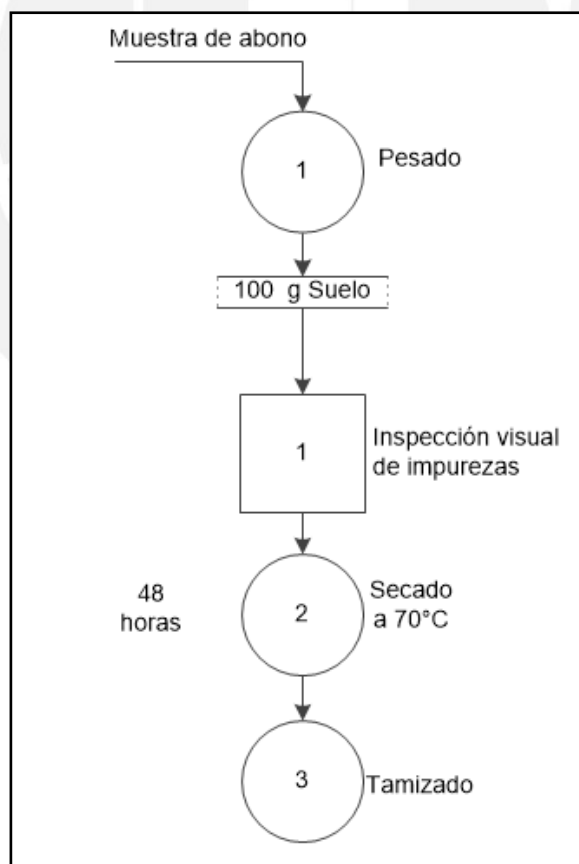 Muestra de abono
1
Pesado
100 g Suelo
1
Inspección visual
de impurezas
48
horas
2
Secado
a 70°C
3
Tamizado